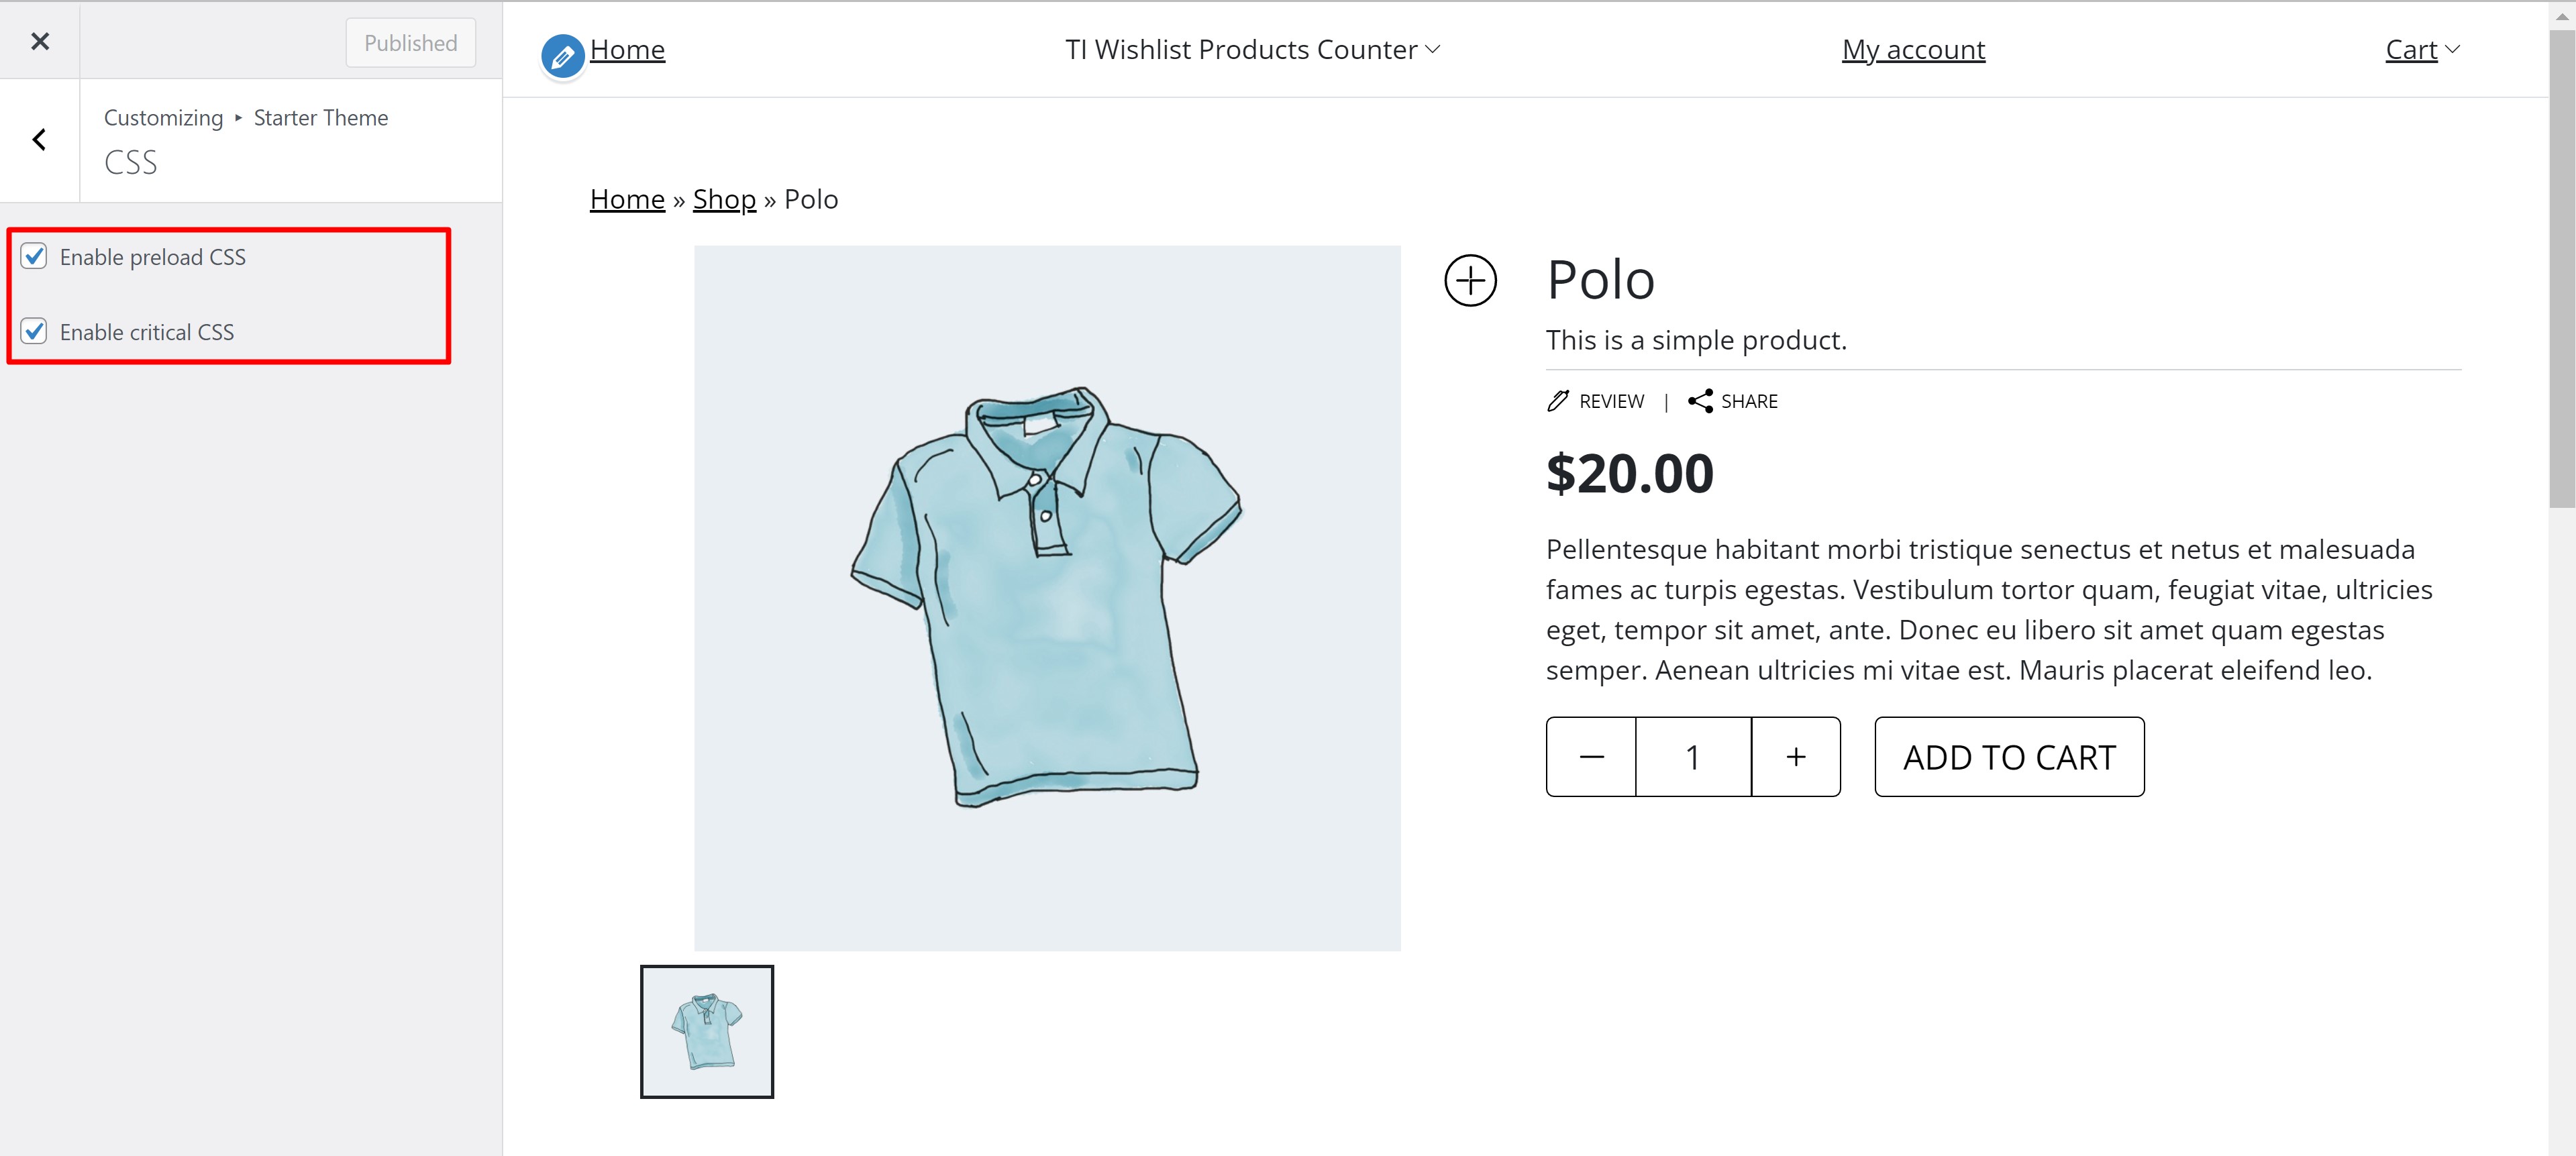 Published
Customizing ▸ Starter Theme
CSS
Enable preload CSS
Enable critical CSS
Home
TI Wishlist Products Counter
My account
Cart
Home » Shop » Polo
Polo
This is a simple product.
REVIEW | SHARE
$20.00
Pellentesque habitant morbi tristique senectus et netus et malesuada
fames ac turpis egestas. Vestibulum tortor quam, feugiat vitae, ultricies
eget, tempor sit amet, ante. Donec eu libero sit amet quam egestas
semper. Aenean ultricies mi vitae est. Mauris placerat eleifend leo.
− 1 +
ADD TO CART